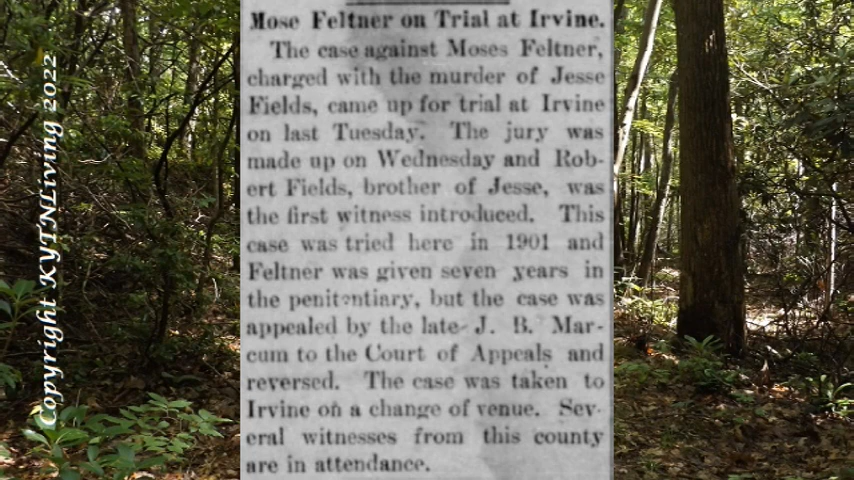 Mose Feltner on Trial at Irvine.
The case against Moses Feltner,
charged with the murder of Jesse
Fields, came up for trial at Irvine
on last Tuesday. The jury was
made up on Wednesday and Rob-
ert Fields, brother of Jesse, was
the first witness introduced. This
case was tried here in 1901 and
Feltner was given seven years in
the penitentiary, but the case was
appealed by the late J. B. Mar-
cum to the Court of Appeals and
reversed. The case was taken to
Irvine on a change of venue. Sev-
eral witnesses from this county
are in attendance.
Copyright KYTNLiving 2022